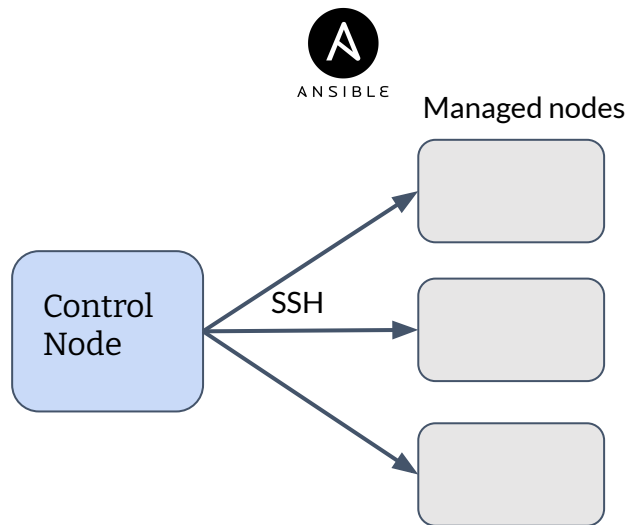 ANSIBLE
Managed nodes
SSH
Control
Node